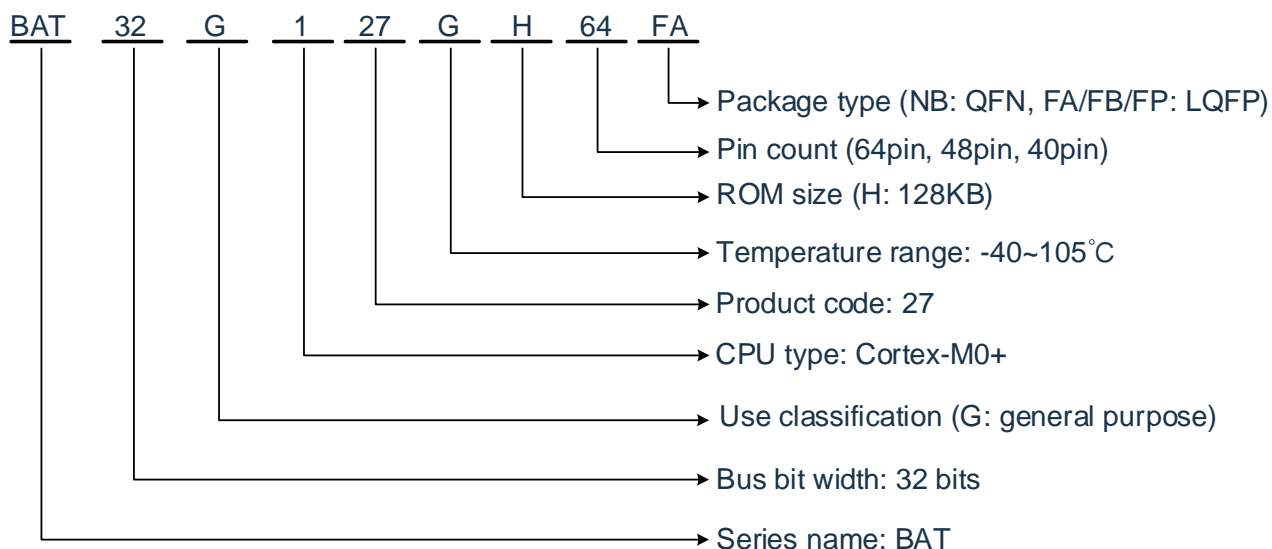 BAT 32 G 1 27 G H 64 FA
Package type (NB: QFN, FA/FB/FP: LQFP)
Pin count (64pin, 48pin, 40pin)
ROM size (H: 128KB)
Temperature range: -40~105°C
Product code: 27
CPU type: Cortex-M0+
Use classification (G: general purpose)
Bus bit width: 32 bits
Series name: BAT